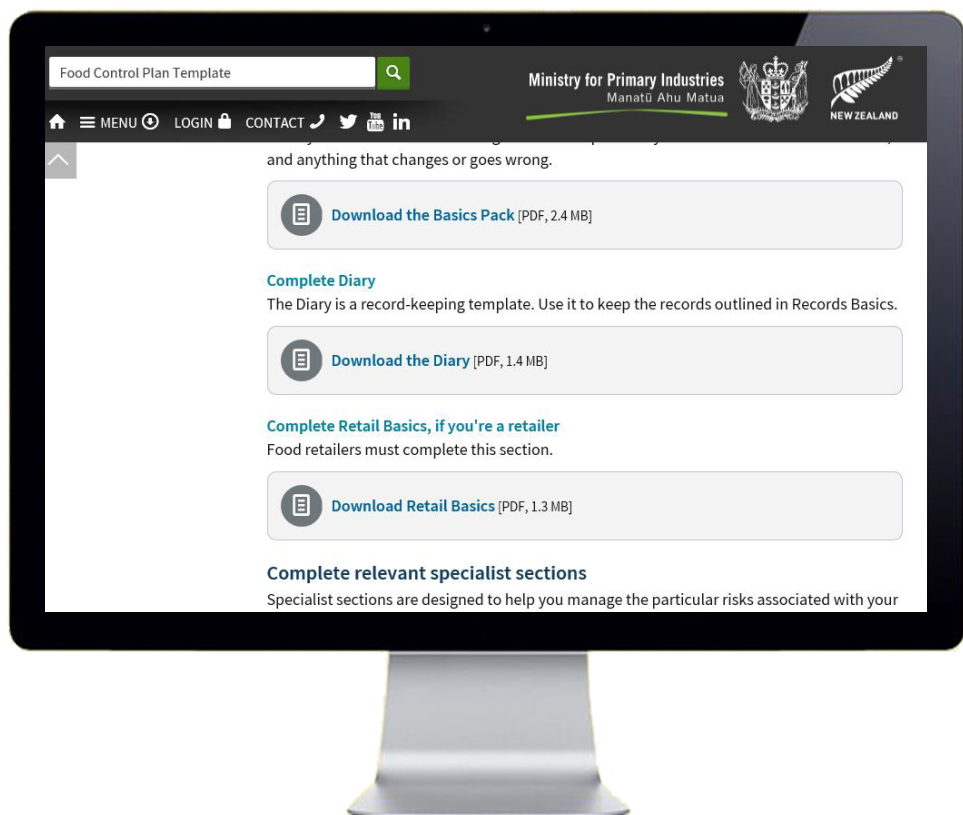 Food Control Plan Template
Ministry for Primary Industries
Manatū Ahu Matua
NEW ZEALAND
MENU
LOGIN
CONTACT
You Tube
in
and anything that changes or goes wrong.
Download the Basics Pack [PDF, 2.4 MB]
Complete Diary
The Diary is a record-keeping template. Use it to keep the records outlined in Records Basics.
Download the Diary [PDF, 1.4 MB]
Complete Retail Basics, if you're a retailer
Food retailers must complete this section.
Download Retail Basics [PDF, 1.3 MB]
Complete relevant specialist sections
Specialist sections are designed to help you manage the particular risks associated with your